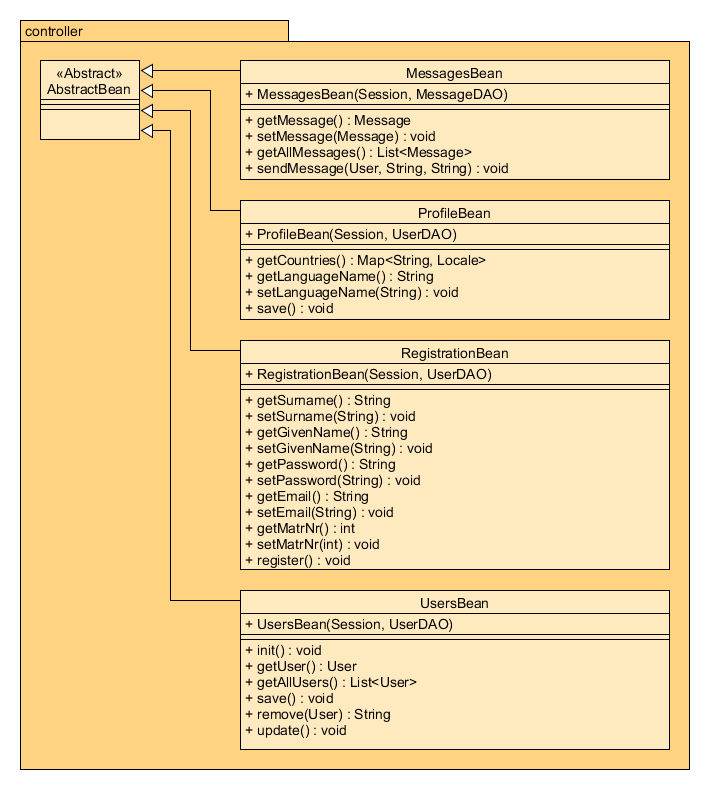 controller
«Abstract»
AbstractBean
MessagesBean
+ MessagesBean(Session, MessageDAO)
+ getMessage() : Message
+ setMessage(Message) : void
+ getAllMessages() : List<Message>
+ sendMessage(User, String, String) : void
ProfileBean
+ ProfileBean(Session, UserDAO)
+ getCountries() : Map<String, Locale>
+ getLanguageName() : String
+ setLanguageName(String) : void
+ save() : void
RegistrationBean
+ RegistrationBean(Session, UserDAO)
+ getSurname() : String
+ setSurname(String) : void
+ getGivenName() : String
+ setGivenName(String) : void
+ getPassword() : String
+ setPassword(String) : void
+ getEmail() : String
+ setEmail(String) : void
+ getMatrNr() : int
+ setMatrNr(int) : void
+ register() : void
UsersBean
+ UsersBean(Session, UserDAO)
+ init() : void
+ getUser() : User
+ getAllUsers() : List<User>
+ save() : void
+ remove(User) : String
+ update() : void